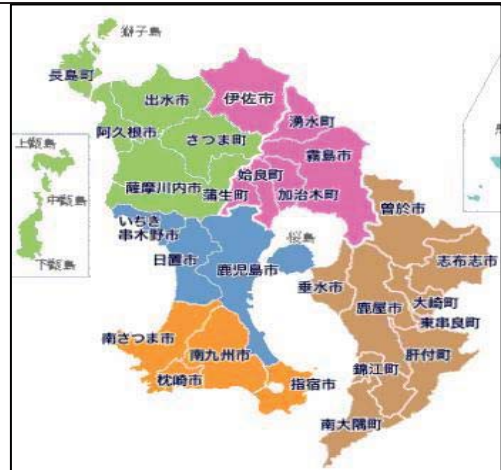 獅子島
長島町
出水市
伊佐市
阿久根市
さつま町
湧水町
霧島市
上甑島
中甑島
下甑島
薩摩川内市
蒲生町
姶良町
加治木町
曽於市
いちき
串木野市
日置市
鹿児島市
桜島
垂水市
鹿屋市
志布志市
大崎町
東串良町
肝付町
錦江町
南大隅町
南さつま市
南九州市
枕崎市
指宿市